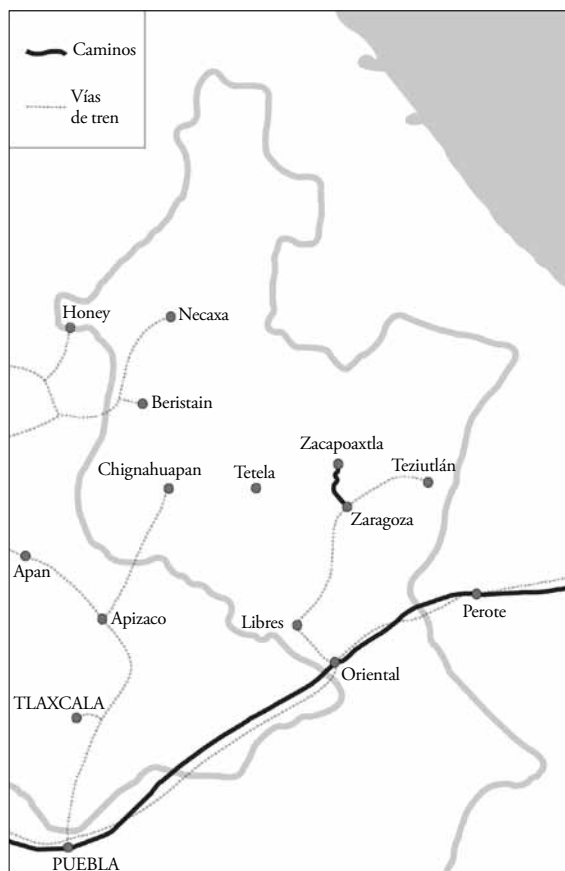 Caminos
Vías
de tren
Honey
Necaxa
Beristain
Zacapoaxtla
Chignahuapan
Tetela
Teziutlán
Zaragoza
Apan
Apizaco
Libres
Perote
Oriental
TLAXCALA
PUEBLA